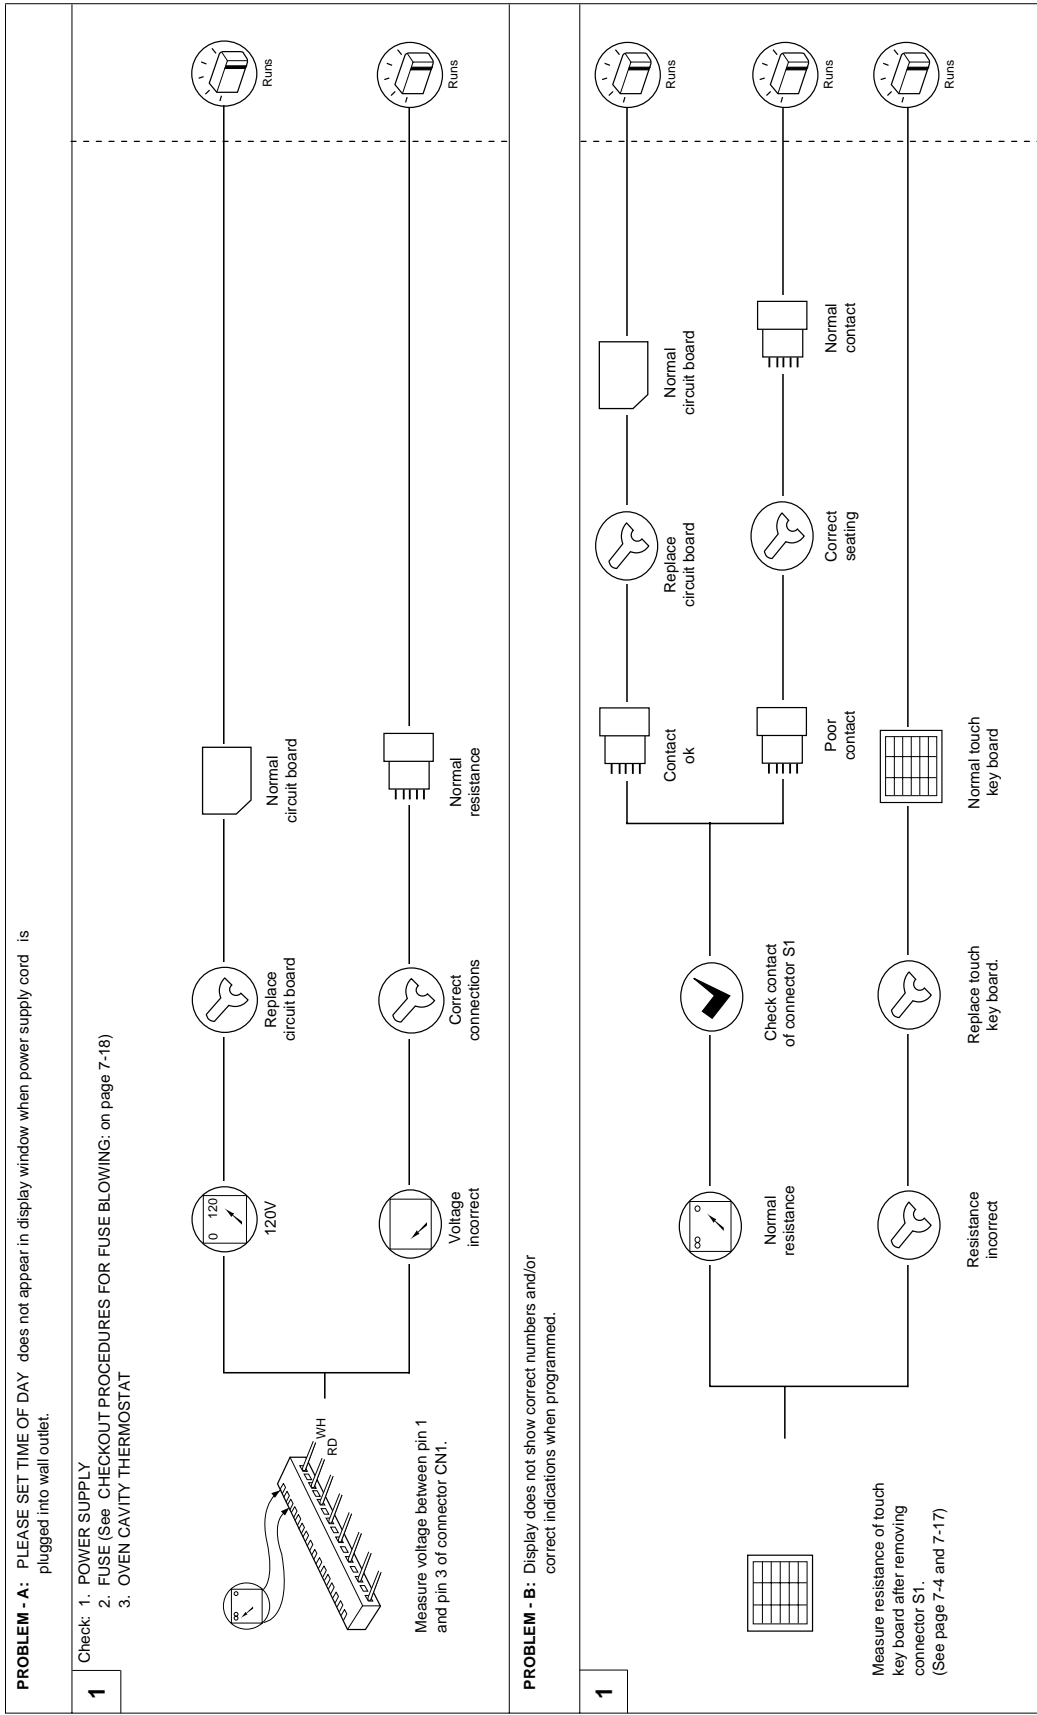 PROBLEM - A: PLEASE SET TIME OF DAY does not appear in display window when power supply cord is
plugged into wall outlet.
1
Check: 1. POWER SUPPLY
2. FUSE (See CHECKOUT PROCEDURES FOR FUSE BLOWING: on page 7-18)
3. OVEN CAVITY THERMOSTAT
∞ 0
WH
RD
Measure voltage between pin 1
and pin 3 of connector CN1.
0 120
120V
Replace
circuit board
Normal
circuit board
Runs
Voltage
incorrect
Correct
connections
Normal
resistance
Runs
PROBLEM - B: Display does not show correct numbers and/or
correct indications when programmed.
1
Measure resistance of touch
key board after removing
connector S1.
(See page 7-4 and 7-17)
∞ 0
Normal
resistance
Check contact
of connector S1
Contact
ok
Replace
circuit board
Normal
circuit board
Runs
Poor
contact
Correct
seating
Normal
contact
Runs
Resistance
incorrect
Replace touch
key board.
Normal touch
key board
Runs